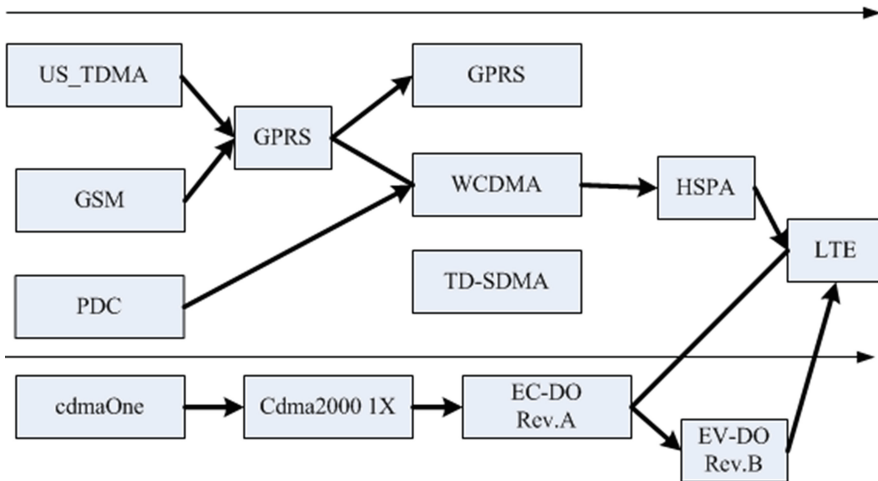 US_TDMA
GPRS
GPRS
GSM
WCDMA
HSPA
LTE
PDC
TD-SDMA
cdmaOne
Cdma2000 1X
EC-DO
Rev.A
EV-DO
Rev.B